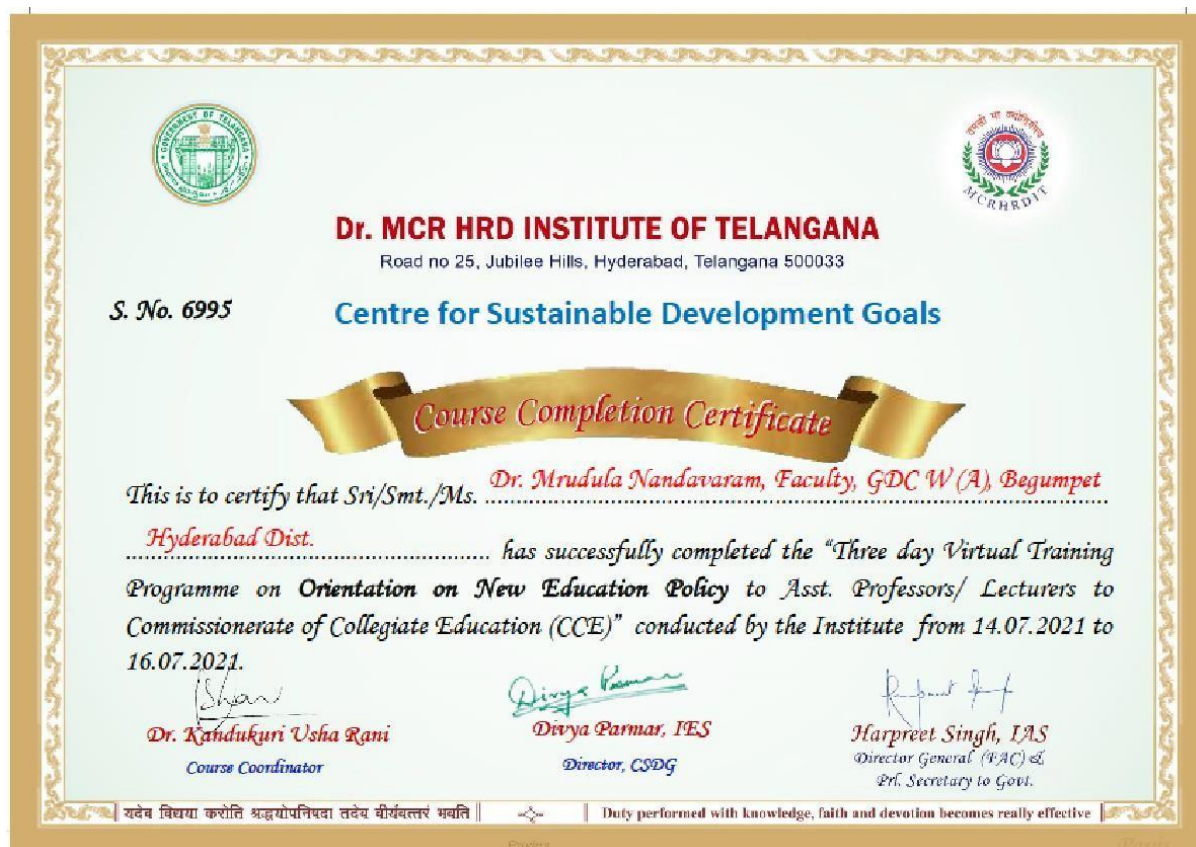 GOVERNMENT OF TELANGANA
MCRHRDIT
Dr. MCR HRD INSTITUTE OF TELANGANA
Road no 25, Jubilee Hills, Hyderabad, Telangana 500033
S. No. 6995
Centre for Sustainable Development Goals
Course Completion Certificate
This is to certify that Sri/Smt./Ms. Dr. Mrudula Nandavaram, Faculty, GDC W (A), Begumpet
Hyderabad Dist. has successfully completed the “Three day Virtual Training
Programme on Orientation on New Education Policy to Asst. Professors/ Lecturers to
Commissionerate of Collegiate Education (CCE)” conducted by the Institute from 14.07.2021 to
16.07.2021.
Divya Parmar
Dr. Kandukuri Usha Rani
Divya Parmar, IES
Harpreet Singh, IAS
Course Coordinator
Director, CSDG
Director General (FAC) &
Prl. Secretary to Govt.
यदेव विद्यया करोति श्रद्धयोपनिषदा तदेव वीर्यवत्तरं भवति ||
Duty performed with knowledge, faith and devotion becomes really effective